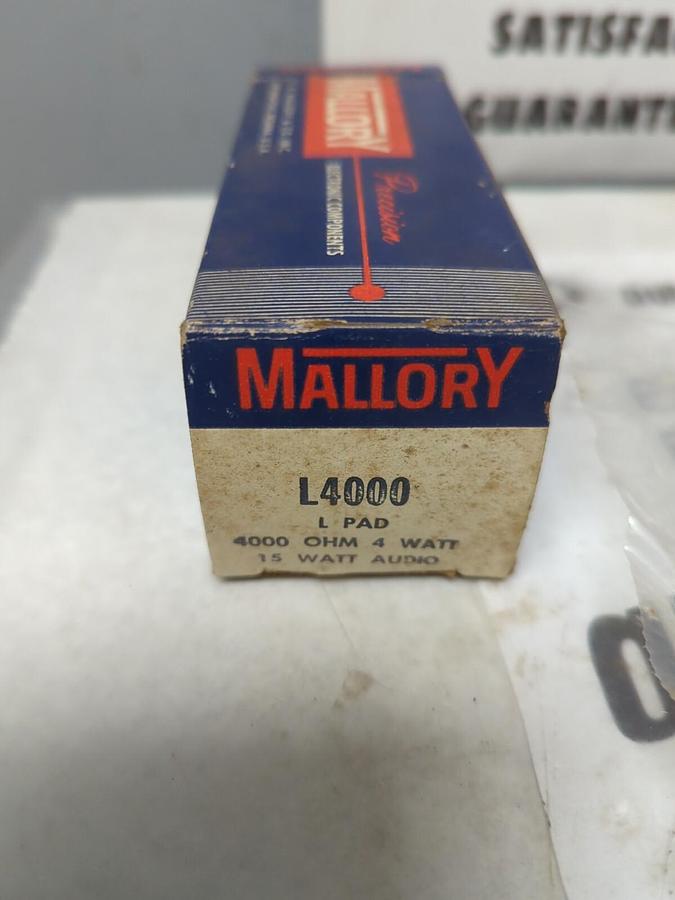 SATISFA
GUARANTE
MALLORY
Precision
ELECTRONIC COMPONENTS
MALLORY
L4000
L PAD
4000 OHM 4 WATT
15 WATT AUDIO